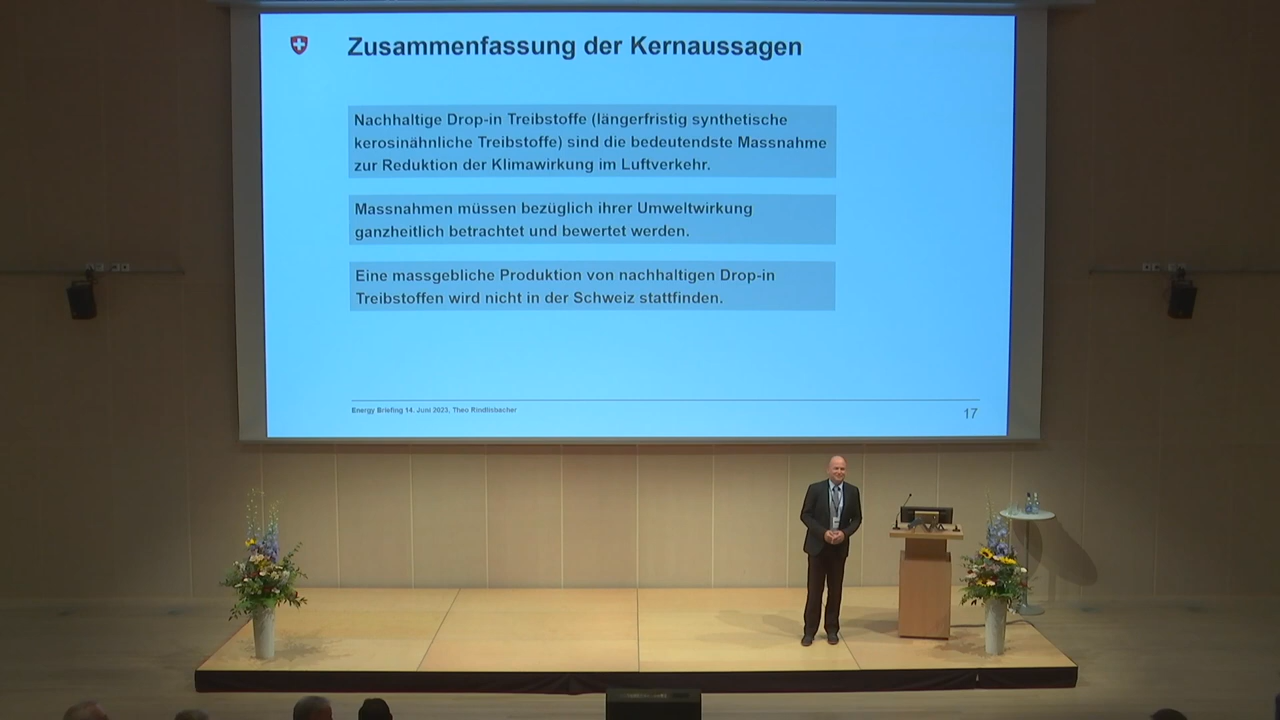 Zusammenfassung der Kernaussagen
Nachhaltige Drop-in Treibstoffe (längerfristig synthetische
kerosinähnliche Treibstoffe) sind die bedeutendste Massnahme
zur Reduktion der Klimawirkung im Luftverkehr.
Massnahmen müssen bezüglich ihrer Umweltwirkung
ganzheitlich betrachtet und bewertet werden.
Eine massgebliche Produktion von nachhaltigen Drop-in
Treibstoffen wird nicht in der Schweiz stattfinden.
Energy Briefing 14. Juni 2023, Theo Rindlisbacher
17